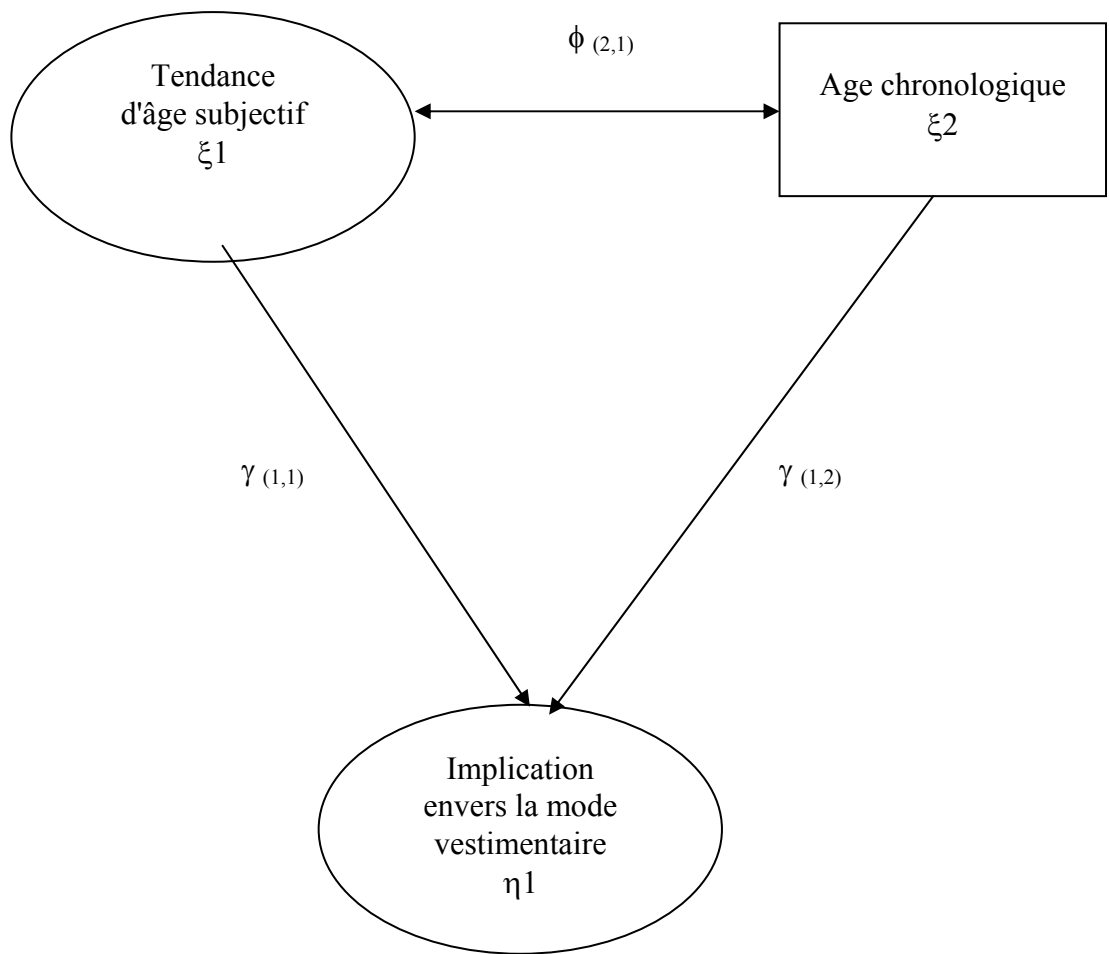 ϕ (2,1)
Tendance
d'âge subjectif
ξ1
Age chronologique
ξ2
γ (1,1)
γ (1,2)
Implication
envers la mode
vestimentaire
η1